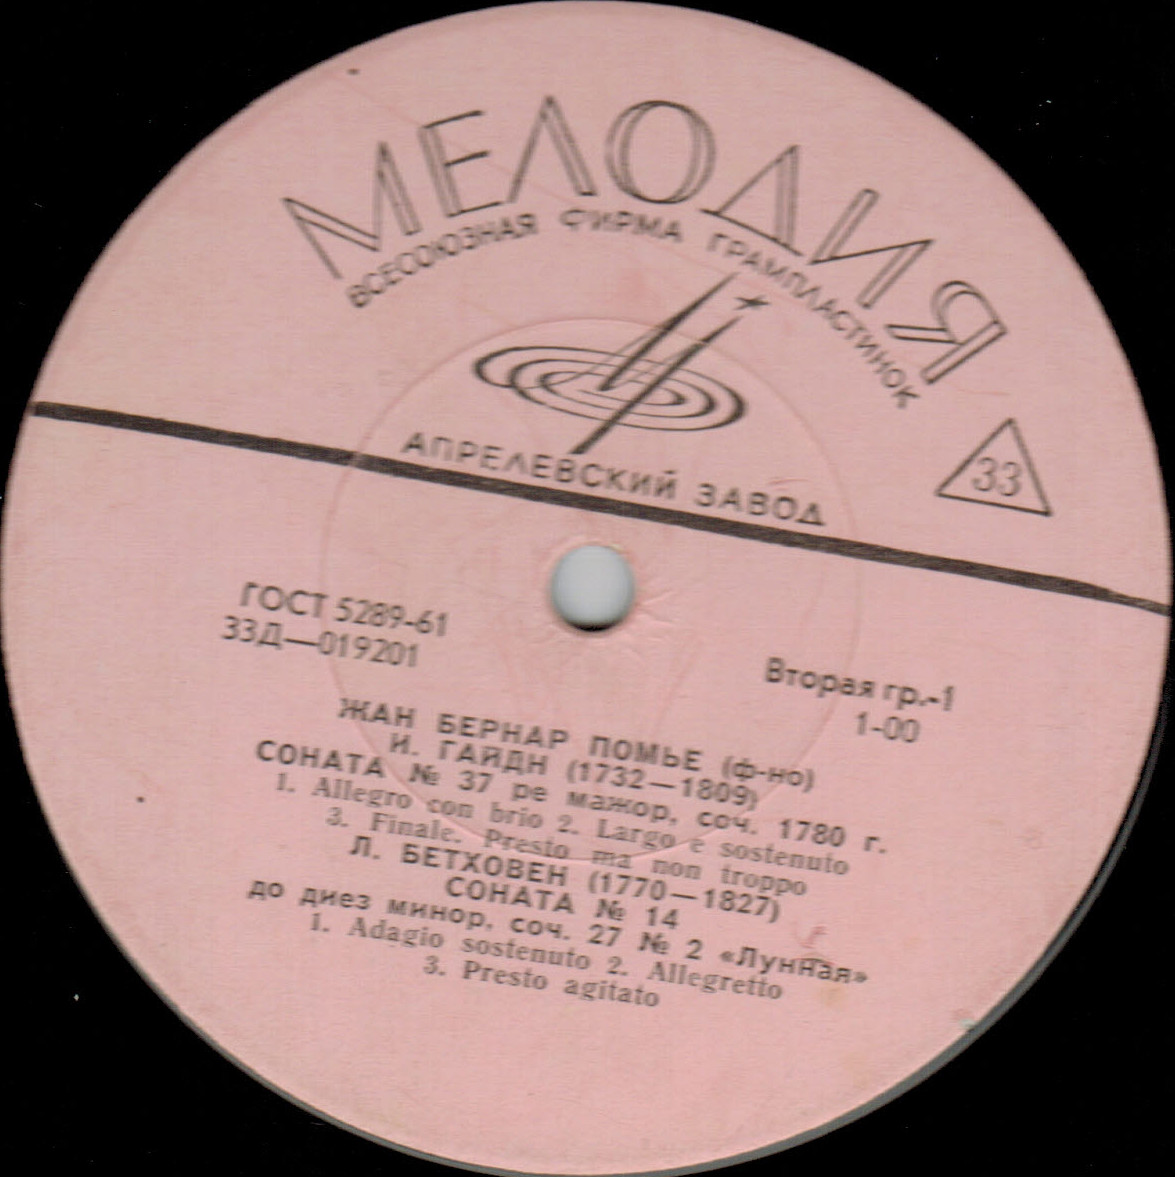 МЕЛОДИЯ
ВСЕСОЮЗНАЯ ФИРМА ГРАМПЛАСТИНОК
33
АПРЕЛЕВСКИЙ ЗАВОД
ГОСТ 5289-61
33Д—019201
Вторая гр.-1
1-00
ЖАН БЕРНАР ПОМЬЕ (ф-но)
И. ГАЙДН (1732—1809)
СОНАТА № 37 ре мажор, соч. 1780 г.
1. Allegro con brio 2. Largo e sostenuto
3. Finale. Presto ma non troppo
Л. БЕТХОВЕН (1770—1827)
СОНАТА № 14
до диез минор, соч. 27 № 2 «Лунная»
1. Adagio sostenuto 2. Allegretto
3. Presto agitato